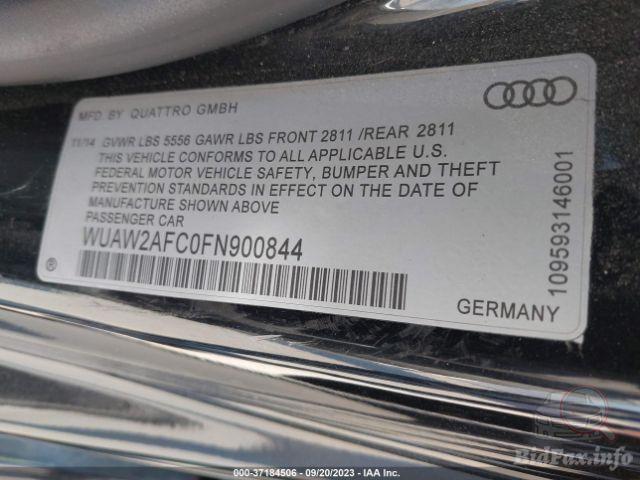 MFD. BY QUATTRO GMBH
11/14 GVWR LBS 5556 GAWR LBS FRONT 2811 /REAR 2811
THIS VEHICLE CONFORMS TO ALL APPLICABLE U.S.
FEDERAL MOTOR VEHICLE SAFETY, BUMPER AND THEFT
PREVENTION STANDARDS IN EFFECT ON THE DATE OF
MANUFACTURE SHOWN ABOVE
PASSENGER CAR
WUAW2AFC0FN900844
®
GERMANY
109593146001
BidFax.info
000-37184506 - 09/20/2023 - IAA Inc.